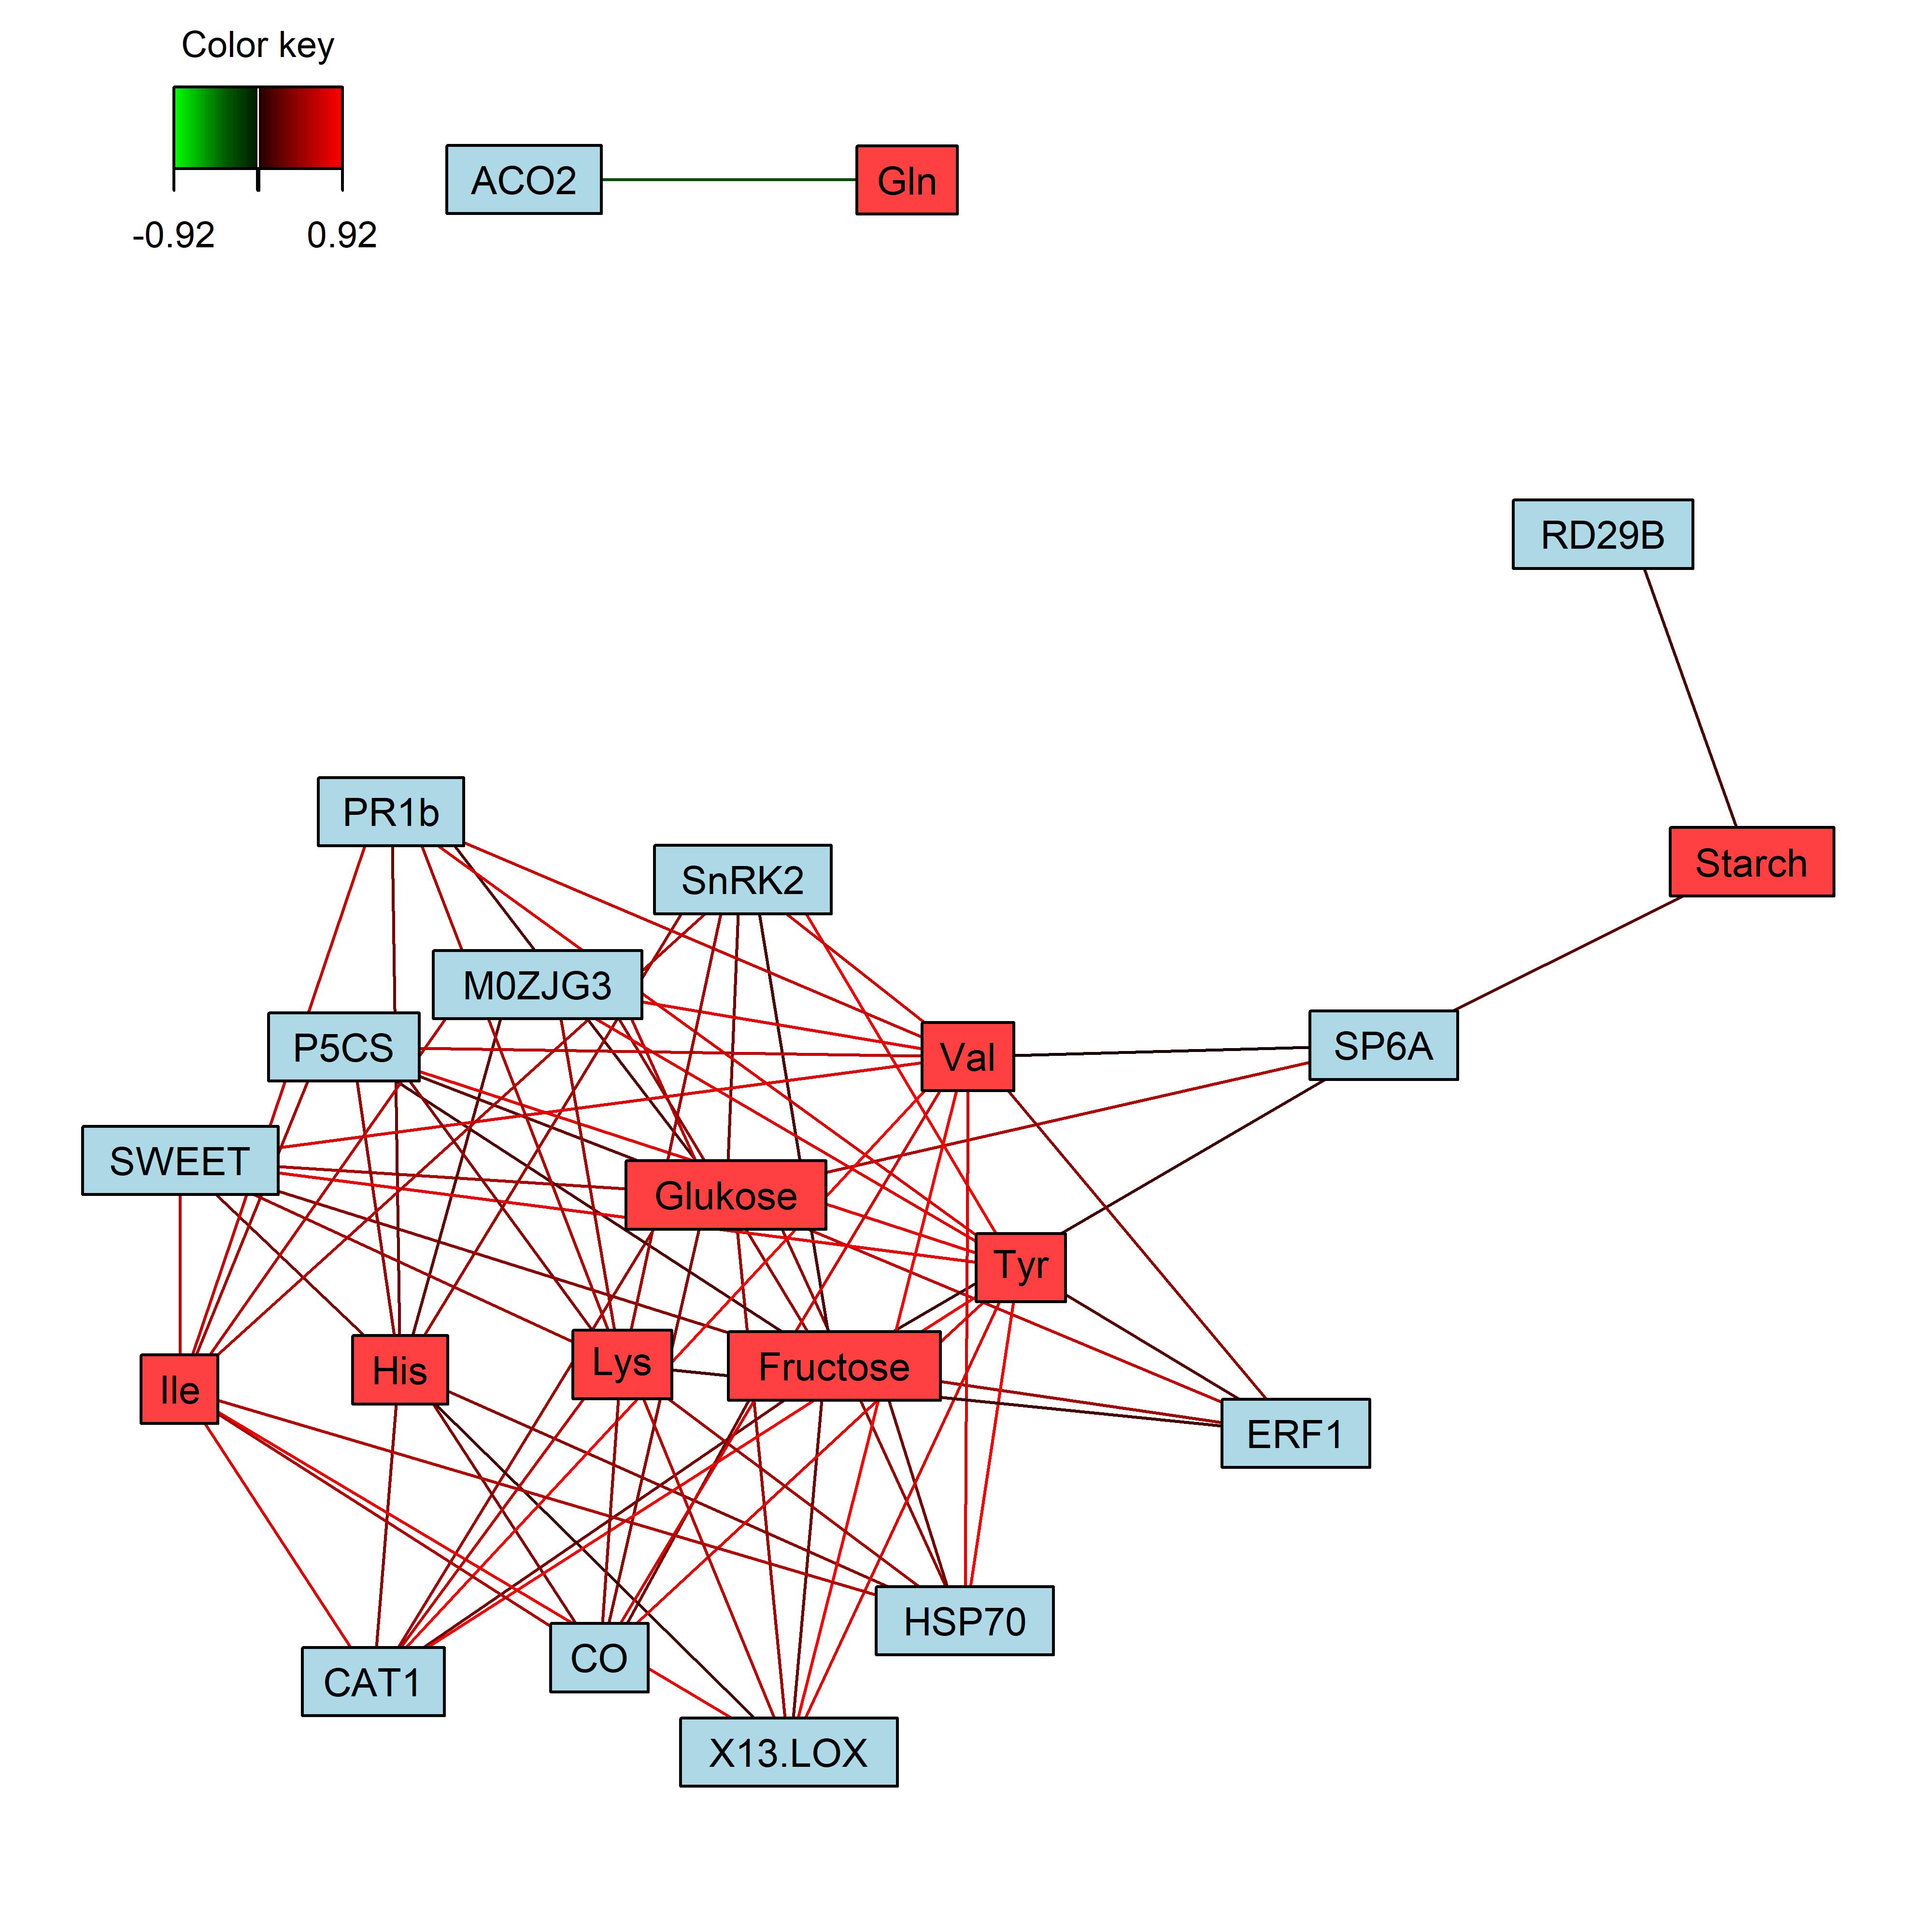 Color key
-0.92 0.92
ACO2
Gln
RD29B
PR1b
Starch
SnRK2
M0ZJG3
P5CS
Val
SP6A
SWEET
Glukose
Tyr
Ile
His
Lys
Fructose
ERF1
HSP70
CO
CAT1
X13.LOX